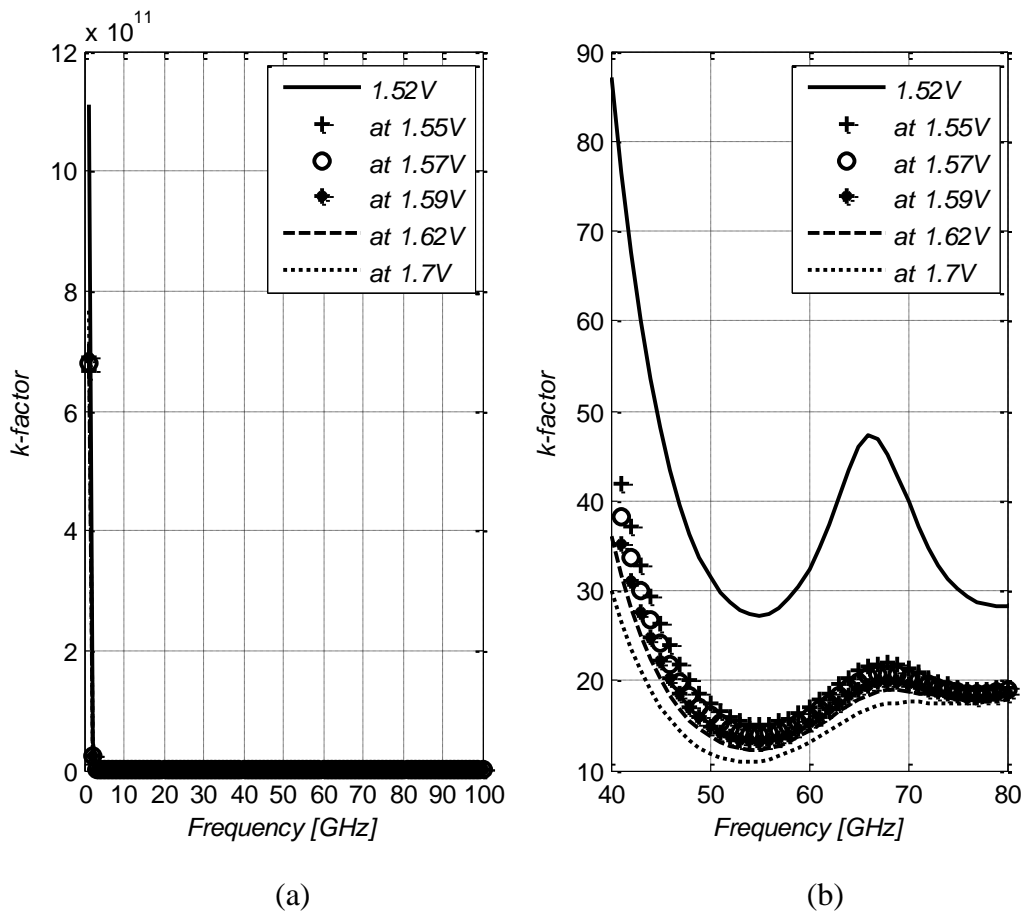 x 10^11
12
10
8
6
4
2
0
k-factor
0 10 20 30 40 50 60 70 80 90 100
Frequency [GHz]
1.52V
at 1.55V
at 1.57V
at 1.59V
at 1.62V
at 1.7V
(a)
90
80
70
60
50
40
30
20
10
k-factor
40 50 60 70 80
Frequency [GHz]
1.52V
at 1.55V
at 1.57V
at 1.59V
at 1.62V
at 1.7V
(b)